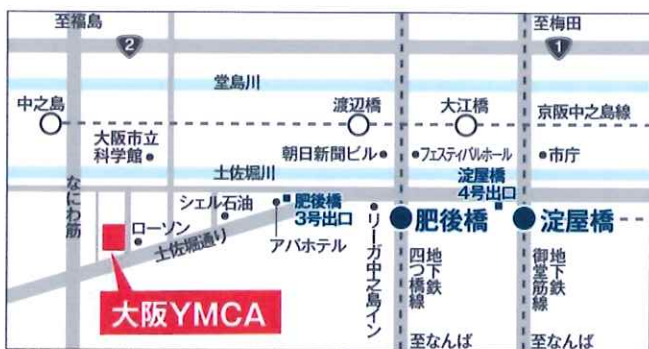 至福島
至梅田
2
1
堂島川
中之島
渡辺橋
大江橋
京阪中之島線
大阪市立
科学館
朝日新聞ビル
フェスティバルホール
市庁
土佐堀川
淀屋橋
4号出口
なにわ筋
シェル石油
肥後橋
3号出口
ローソン
土佐堀通り
アパホテル
リーガ中之島イン
肥後橋
淀屋橋
大阪YMCA
地下鉄
四つ橋線
地下鉄
御堂筋線
至なんば
至なんば